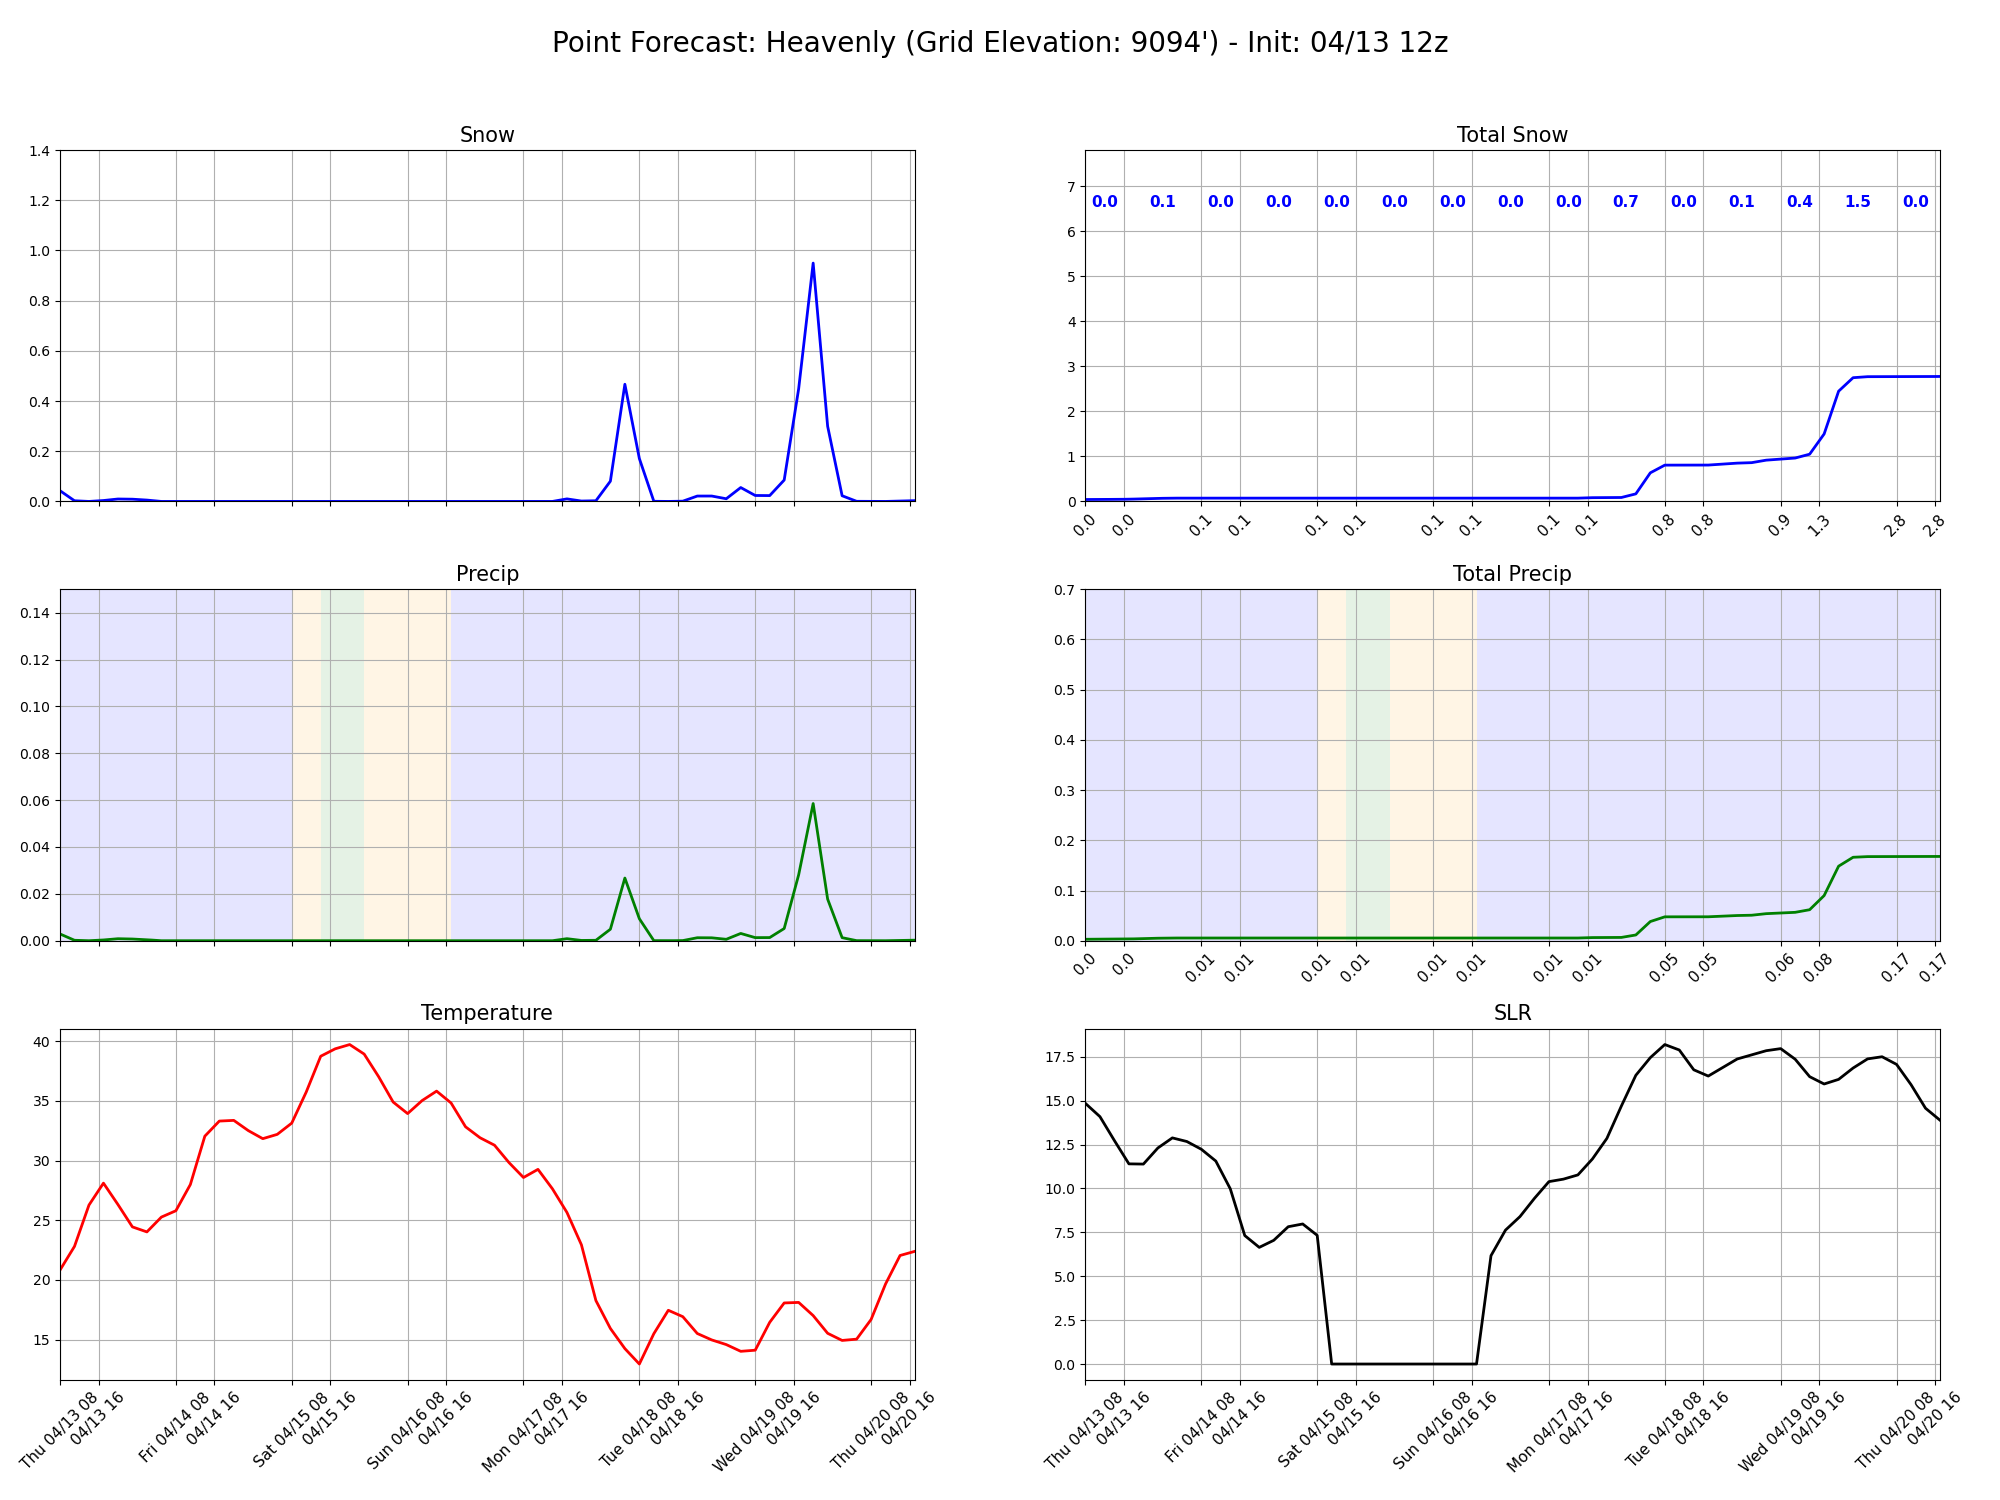 Point Forecast: Heavenly (Grid Elevation: 9094') - Init: 04/13 12z
Snow
1.4
1.2
1.0
0.8
0.6
0.4
0.2
0.0
Total Snow
0.0 0.1 0.0 0.0 0.0 0.0 0.0 0.0 0.0 0.7 0.0 0.1 0.4 1.5 0.0
7
6
5
4
3
2
1
0
0.0 0.0 0.1 0.1 0.1 0.1 0.1 0.1 0.1 0.1 0.8 0.8 0.9 1.3 2.8 2.8
Precip
0.14
0.12
0.10
0.08
0.06
0.04
0.02
0.00
Total Precip
0.7
0.6
0.5
0.4
0.3
0.2
0.1
0.0
0.0 0.0 0.01 0.01 0.01 0.01 0.01 0.01 0.01 0.01 0.05 0.05 0.06 0.08 0.17 0.17
Temperature
40
35
30
25
20
15
Thu 04/13 08
04/13 16
Fri 04/14 08
04/14 16
Sat 04/15 08
04/15 16
Sun 04/16 08
04/16 16
Mon 04/17 08
04/17 16
Tue 04/18 08
04/18 16
Wed 04/19 08
04/19 16
Thu 04/20 08
04/20 16
SLR
17.5
15.0
12.5
10.0
7.5
5.0
2.5
0.0
Thu 04/13 08
04/13 16
Fri 04/14 08
04/14 16
Sat 04/15 08
04/15 16
Sun 04/16 08
04/16 16
Mon 04/17 08
04/17 16
Tue 04/18 08
04/18 16
Wed 04/19 08
04/19 16
Thu 04/20 08
04/20 16